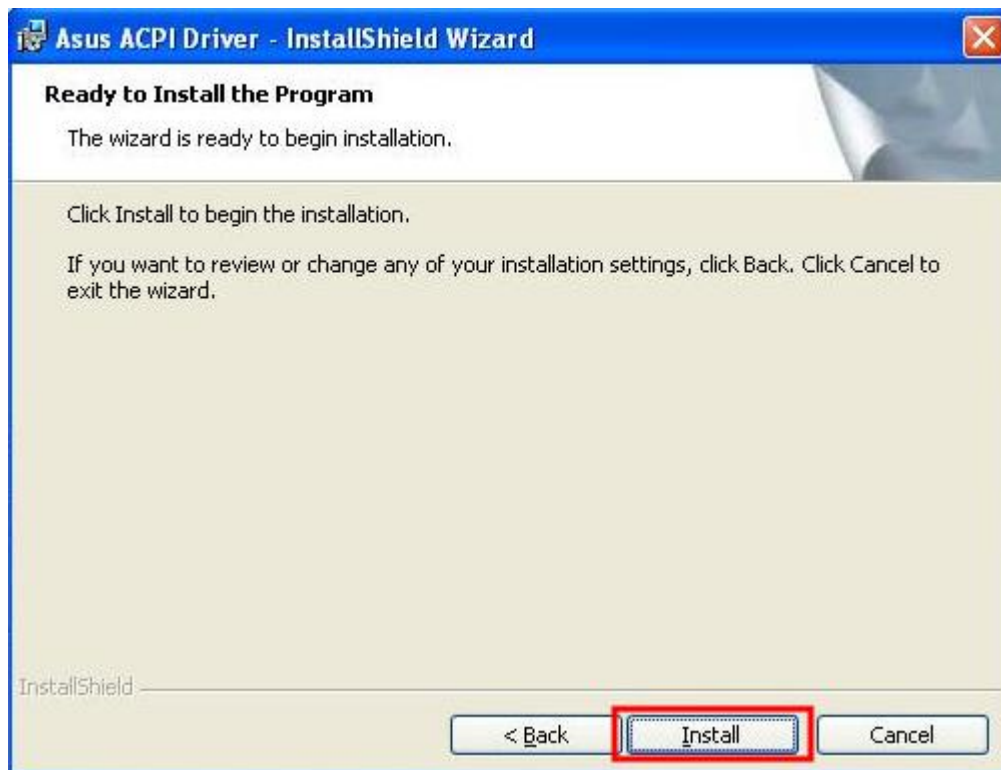 Asus ACPI Driver - InstallShield Wizard
Ready to Install the Program
The wizard is ready to begin installation.
Click Install to begin the installation.
If you want to review or change any of your installation settings, click Back. Click Cancel to
exit the wizard.
InstallShield
< Back
Install
Cancel